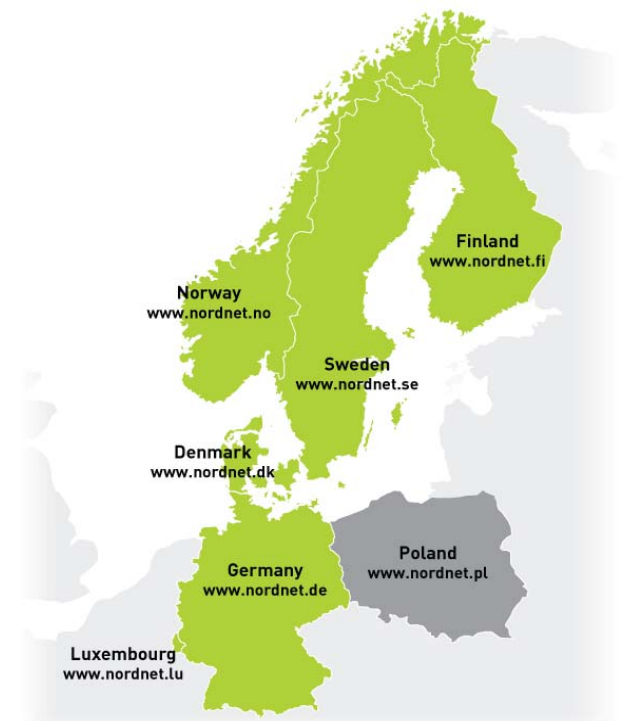 Finland
www.nordnet.fi
Norway
www.nordnet.no
Sweden
www.nordnet.se
Denmark
www.nordnet.dk
Poland
www.nordnet.pl
Germany
www.nordnet.de
Luxembourg
www.nordnet.lu